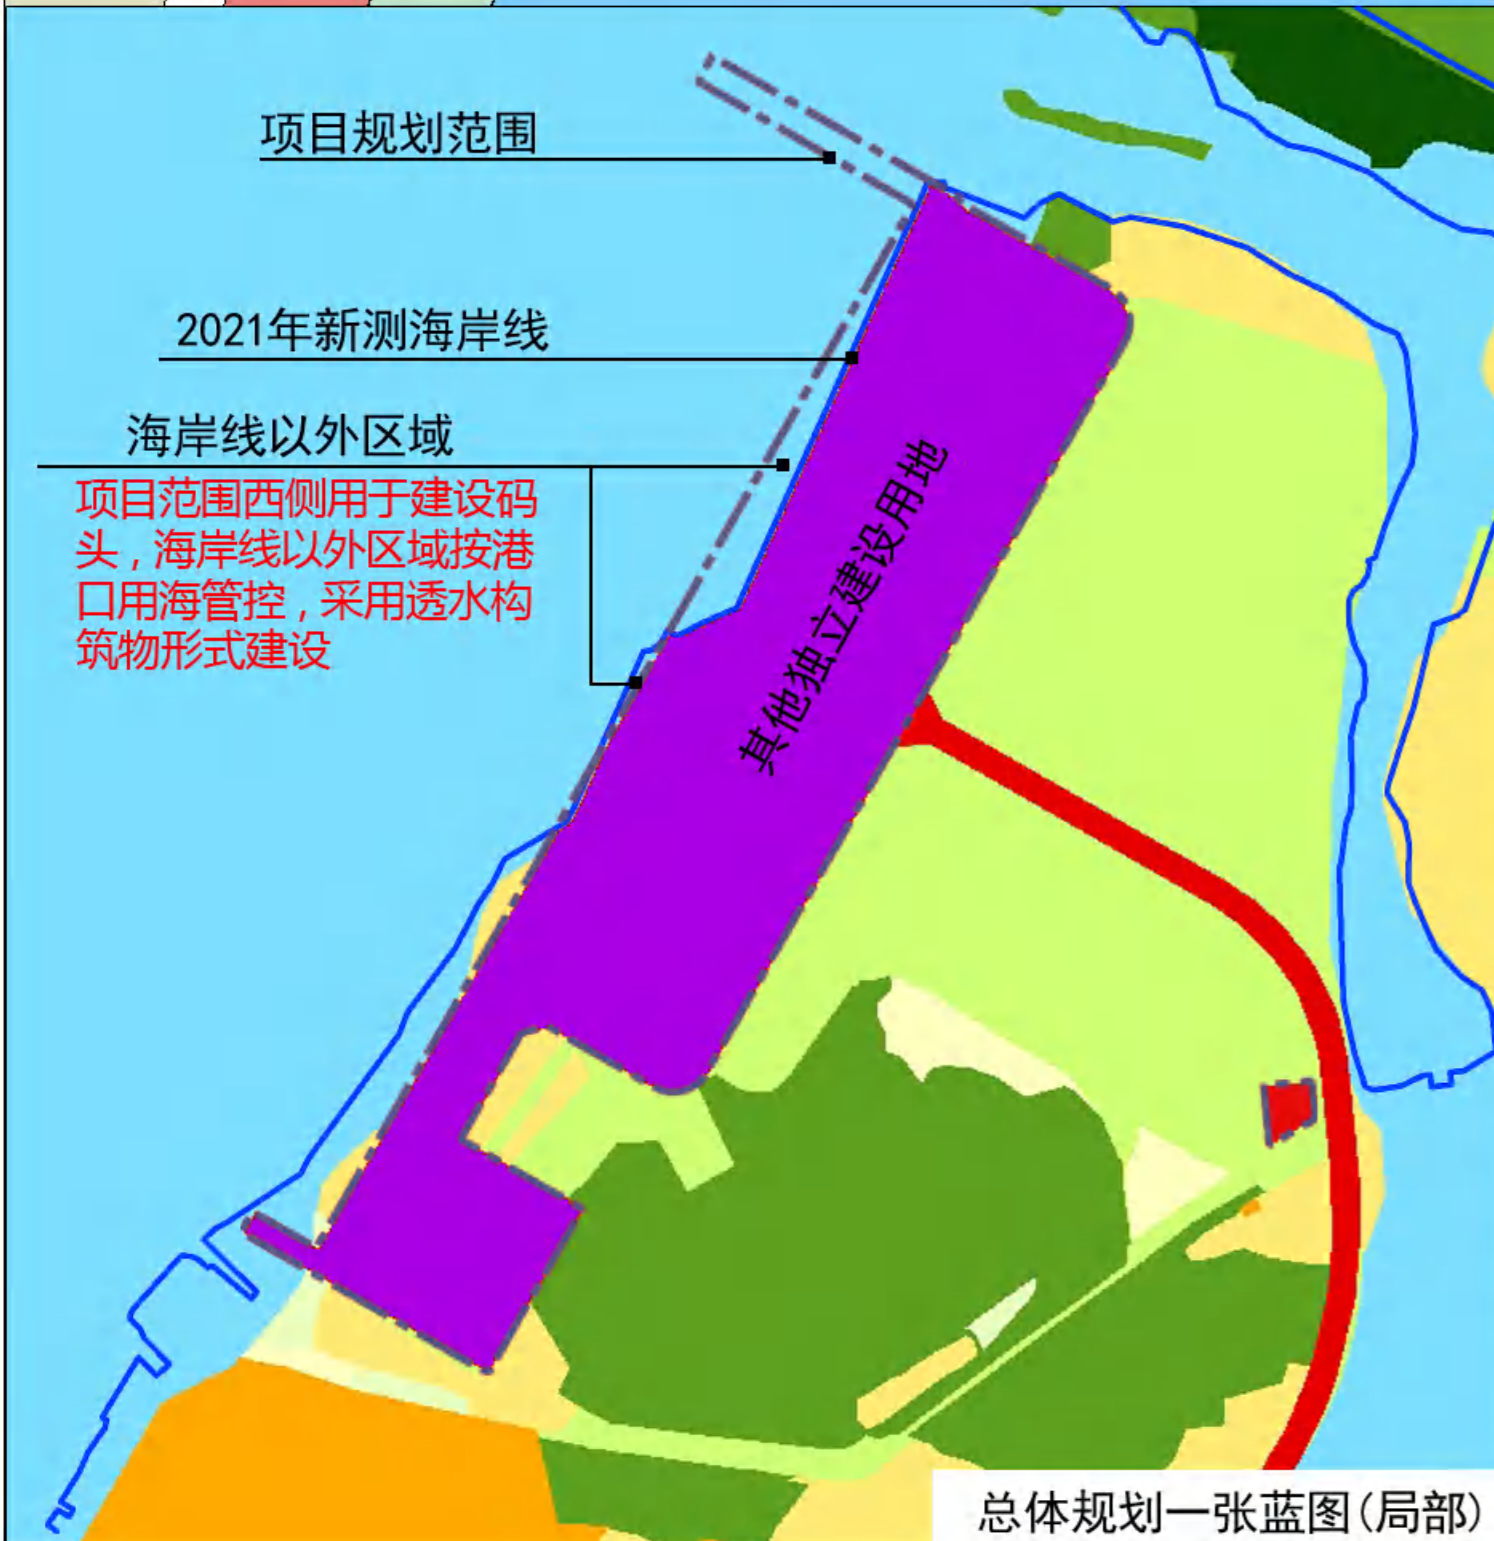 项目规划范围
2021年新测海岸线
海岸线以外区域
项目范围西侧用于建设码
头，海岸线以外区域按港
口用海管控，采用透水构
筑物形式建设
其他独立建设用地
总体规划一张蓝图(局部)